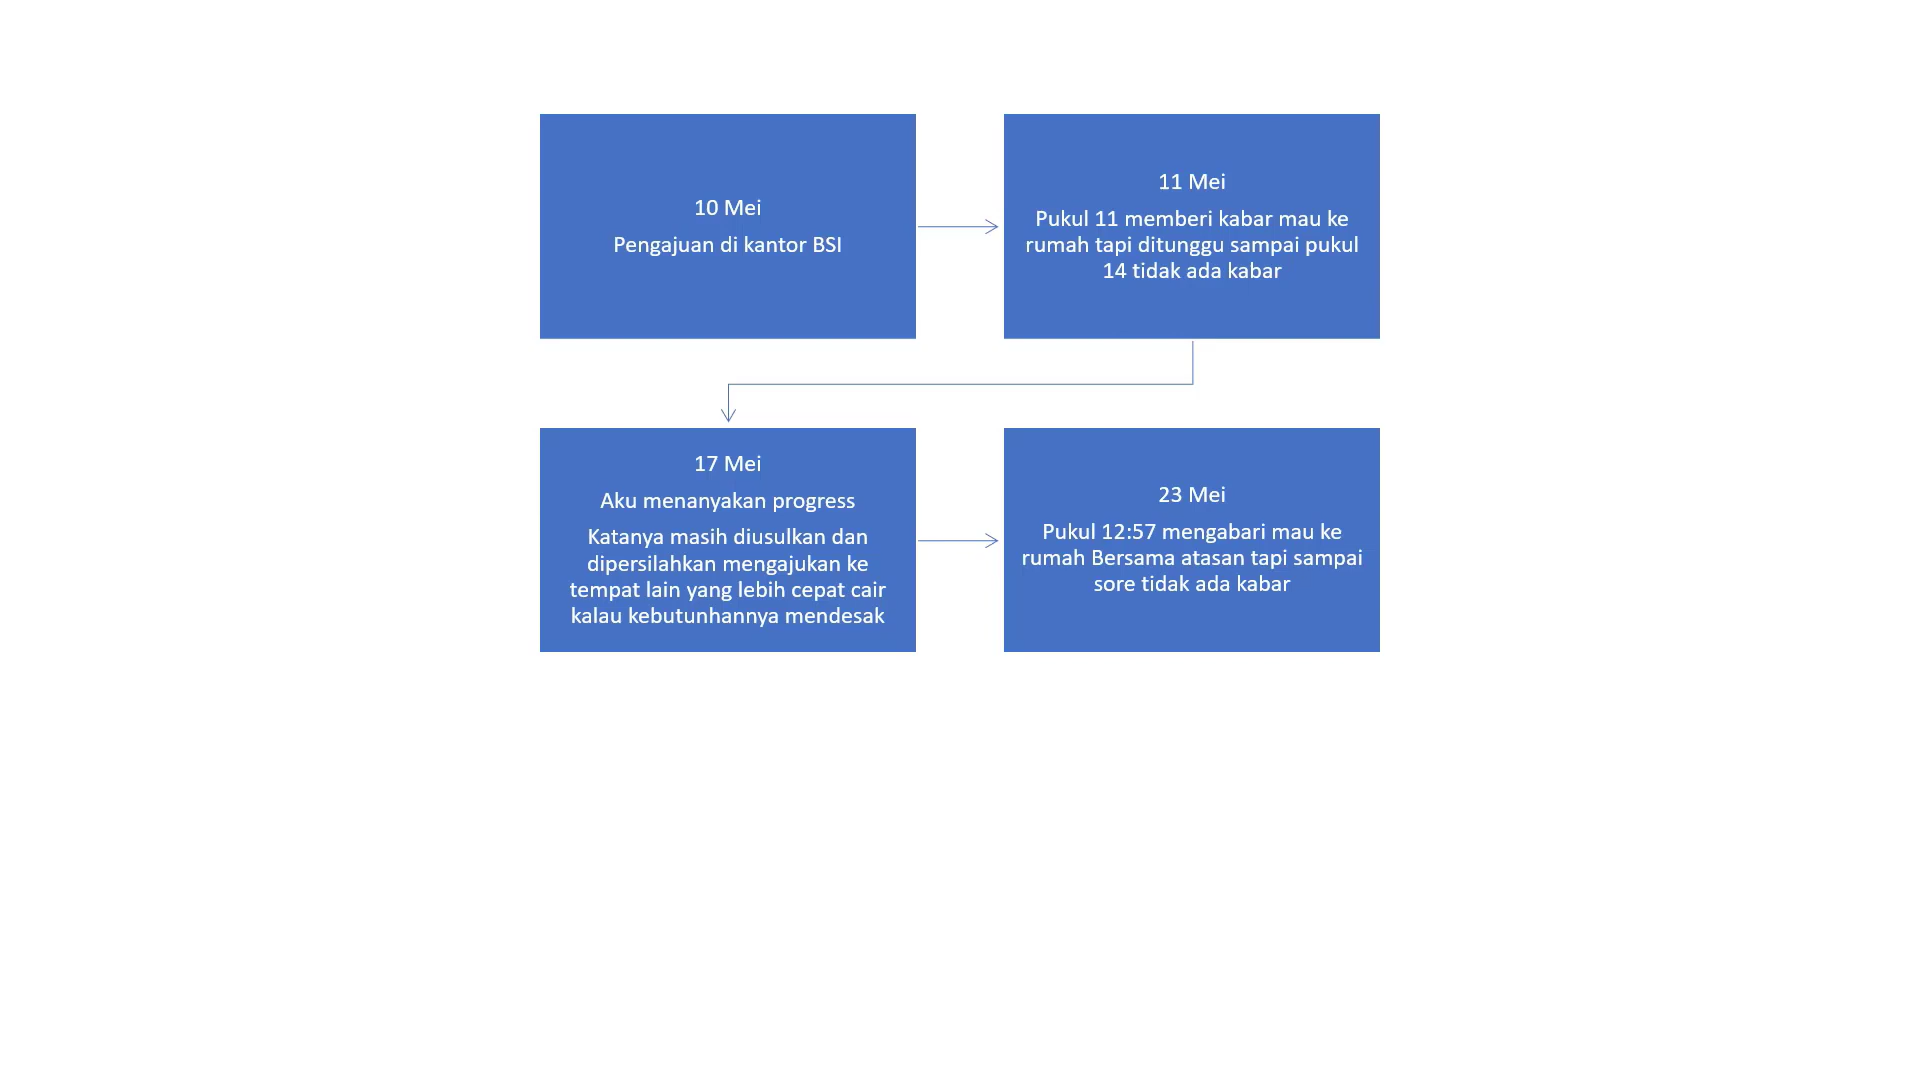 10 Mei
Pengajuan di kantor BSI
11 Mei
Pukul 11 memberi kabar mau ke
rumah tapi ditunggu sampai pukul
14 tidak ada kabar
17 Mei
Aku menanyakan progress
Katanya masih diusulkan dan
dipersilahkan mengajukan ke
tempat lain yang lebih cepat cair
kalau kebutunhannya mendesak
23 Mei
Pukul 12:57 mengabari mau ke
rumah Bersama atasan tapi sampai
sore tidak ada kabar